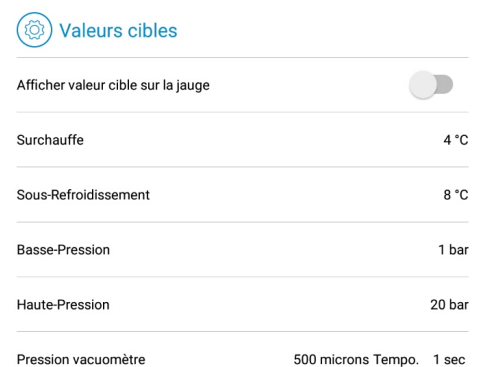 Valeurs cibles
Afficher valeur cible sur la jauge
Surchauffe 4 °C
Sous-Refroidissement 8 °C
Basse-Pression 1 bar
Haute-Pression 20 bar
Pression vacuomètre 500 microns Tempo. 1 sec